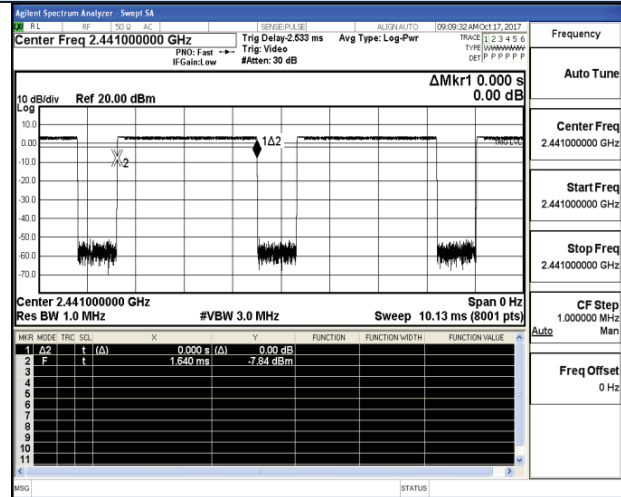 Agilent Spectrum Analyzer - Swept SA
RL RF 50 Ω AC SENSE:PULSE ALIGN AUTO 09:09:32 AM Oct 17, 2017
Center Freq 2.441000000 GHz
PNO: Fast
IFGain:Low
Trig Delay-2.533 ms
Trig: Video
#Atten: 30 dB
Avg Type: Log-Pwr
TRACE 1 2 3 4 5 6
TYPE WWWWWW
DET P P P P P P
ΔMkr1 0.000 s
0.00 dB
10 dB/div Ref 20.00 dBm
Log
10.0
0.00
-10.0
-20.0
-30.0
-40.0
-50.0
-60.0
-70.0
1Δ2
TRIG LVL
2
Center 2.441000000 GHz Span 0 Hz
Res BW 1.0 MHz #VBW 3.0 MHz Sweep 10.13 ms (8001 pts)
MKR MODE TRC SCL X Y FUNCTION FUNCTION WIDTH FUNCTION VALUE
1 Δ2 t (Δ) 0.000 s (Δ) 0.00 dB
2 F t 1.640 ms -7.84 dBm
3
4
5
6
7
8
9
10
11
MSG STATUS
Frequency
Auto Tune
Center Freq
2.441000000 GHz
Start Freq
2.441000000 GHz
Stop Freq
2.441000000 GHz
CF Step
1.000000 MHz
Auto Man
Freq Offset
0 Hz